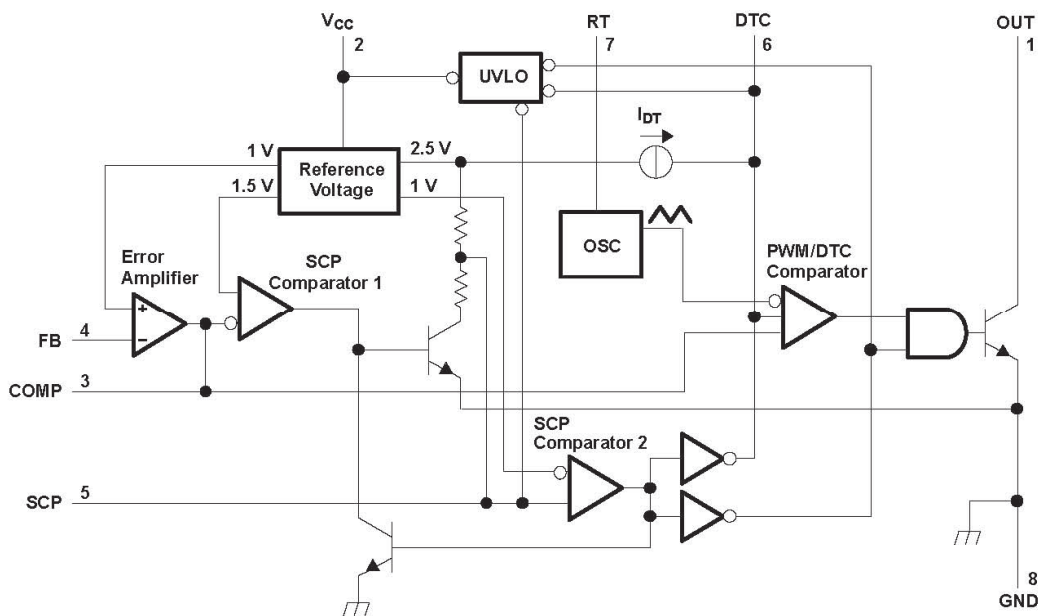 VCC
2
RT
7
DTC
6
OUT
1
UVLO
IDT
1 V
2.5 V
Reference
Voltage
1.5 V
1 V
OSC
Error
Amplifier
SCP
Comparator 1
PWM/DTC
Comparator
+
−
FB
4
COMP
3
SCP
Comparator 2
SCP
5
8
GND